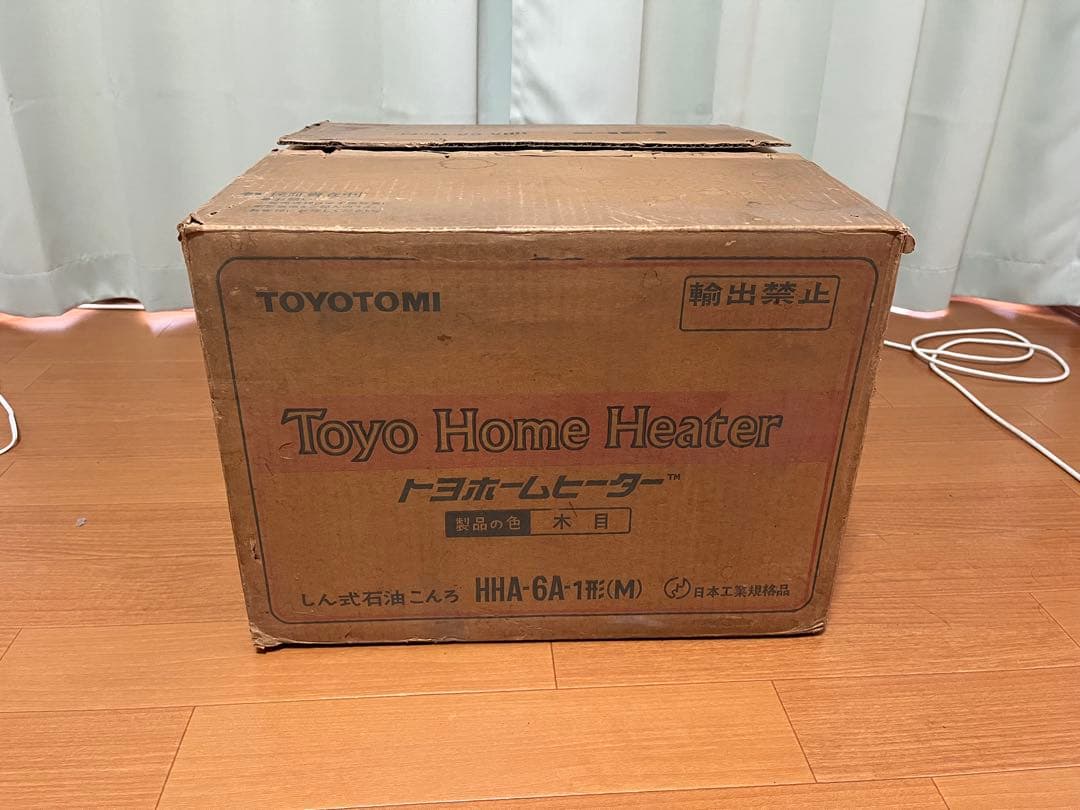 TOYOTOMI
輸出禁止
Toyo Home Heater
トヨホームヒーター™
製品の色 木目
しん式石油こんろ HHA-6A-1形(M) 日本工業規格品